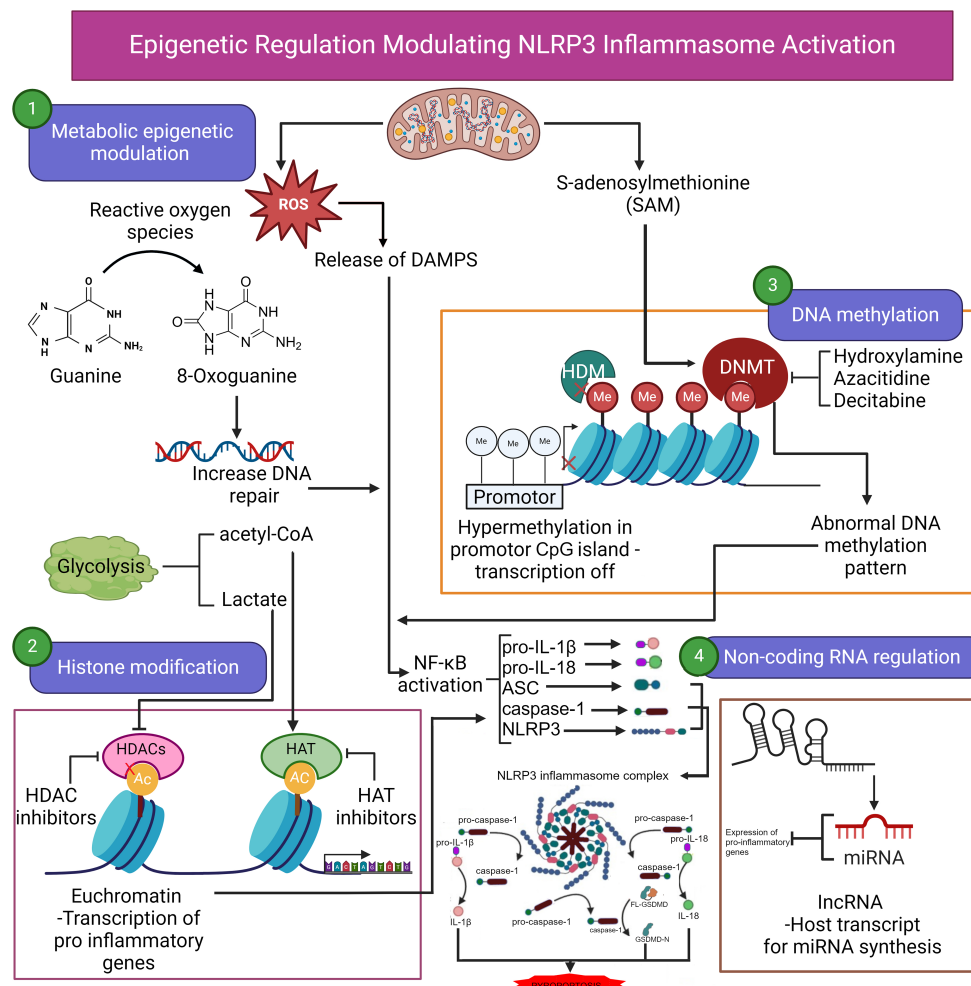 Epigenetic Regulation Modulating NLRP3 Inflammasome Activation
1
Metabolic epigenetic
modulation
ROS
Reactive oxygen
species
Release of DAMPS
S-adenosylmethionine
(SAM)
O
N
NH
N
H
N
NH₂
Guanine
O
H
N
NH
O
N
H
N
NH₂
8-Oxoguanine
Increase DNA
repair
Glycolysis
acetyl-CoA
Lactate
3
DNA methylation
HDM
DNMT
Hydroxylamine
Azacitidine
Decitabine
Me
Me
Me
Me
Me
Me
Me
Promotor
Hypermethylation in
promotor CpG island -
transcription off
Abnormal DNA
methylation
pattern
2
Histone modification
HDACs
Ac
HAT
AC
HDAC
inhibitors
HAT
inhibitors
Euchromatin
-Transcription of
pro inflammatory
genes
NF-κB
activation
pro-IL-1β
pro-IL-18
ASC
caspase-1
NLRP3
NLRP3 inflammasome complex
pro-caspase-1
pro-IL-1β
caspase-1
IL-1β
pro-caspase-1
caspase-1
pro-caspase-1
pro-IL-18
caspase-1
FL-GSDMD
GSDMD-N
IL-18
4
Non-coding RNA regulation
Expression of
pro-inflammatory
genes
miRNA
lncRNA
-Host transcript
for miRNA synthesis